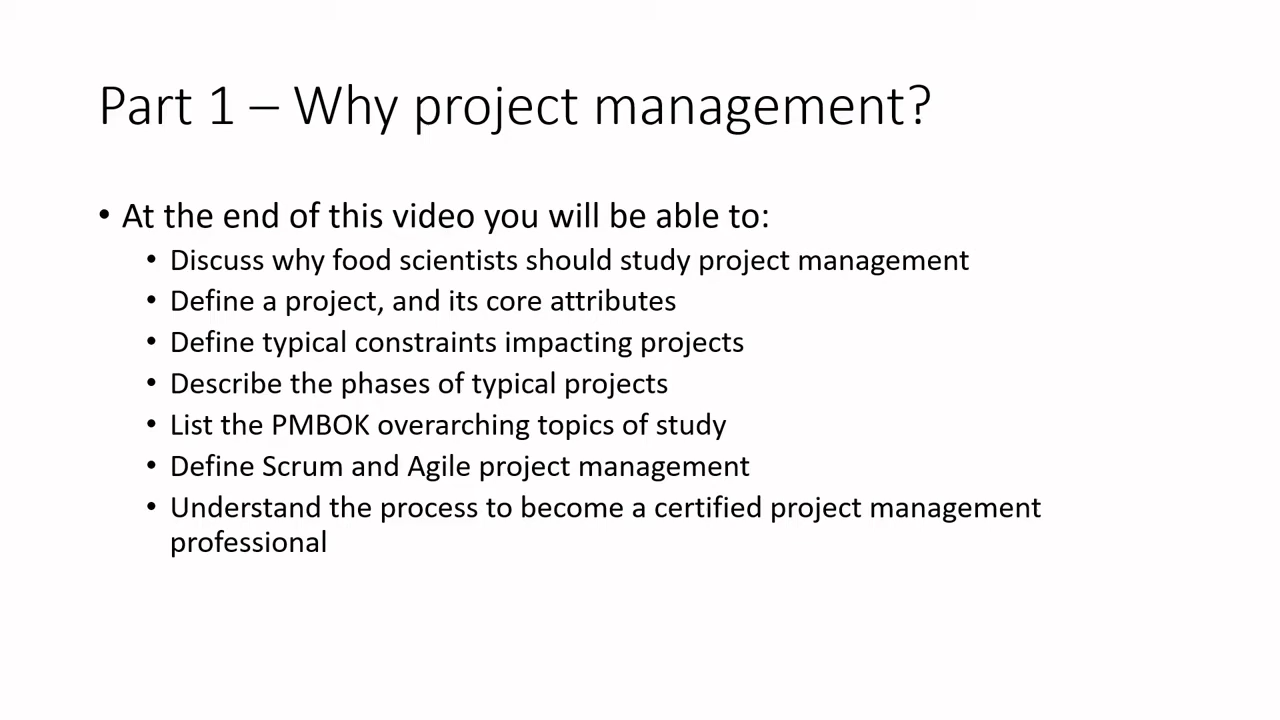 Part 1 – Why project management?
• At the end of this video you will be able to:
• Discuss why food scientists should study project management
• Define a project, and its core attributes
• Define typical constraints impacting projects
• Describe the phases of typical projects
• List the PMBOK overarching topics of study
• Define Scrum and Agile project management
• Understand the process to become a certified project management
professional